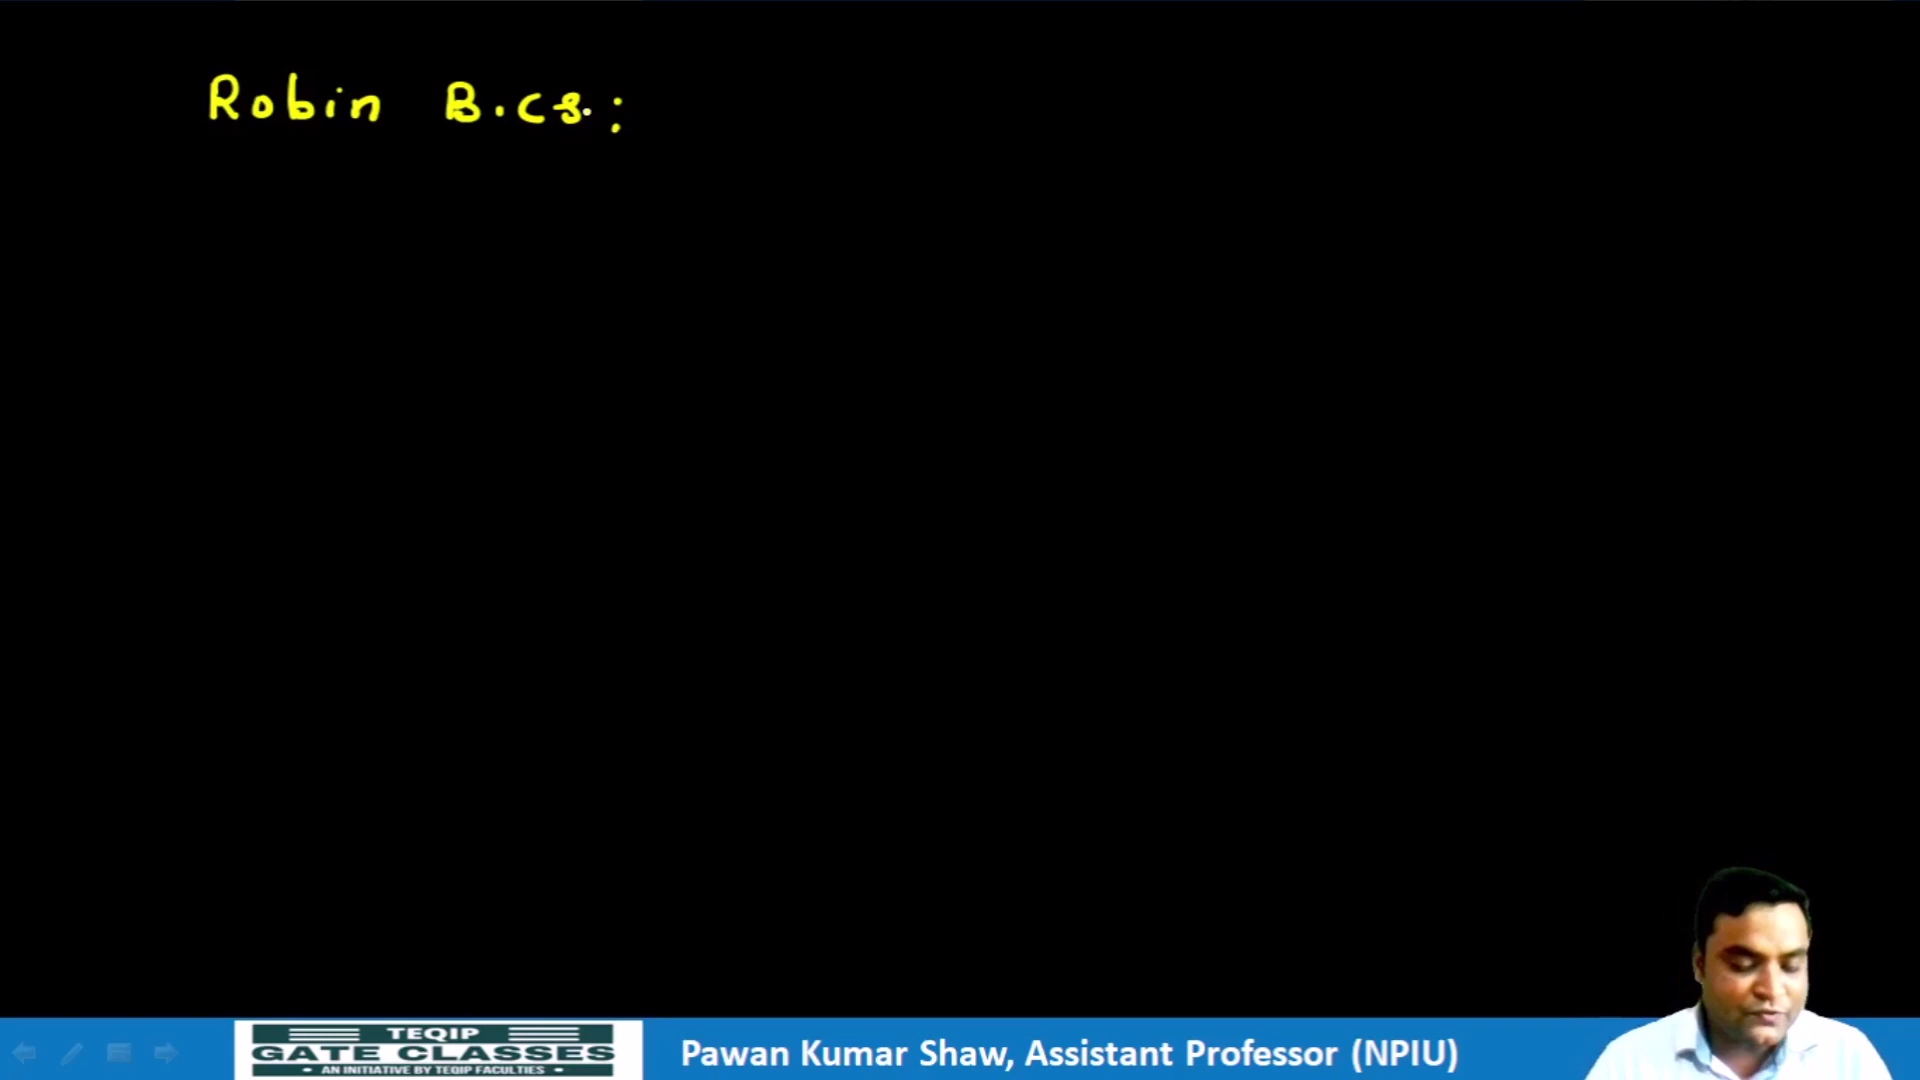 Robin B.Cs.:
TEQIP
GATE CLASSES
• AN INITIATIVE BY TEQIP FACULTIES •
Pawan Kumar Shaw, Assistant Professor (NPIU)